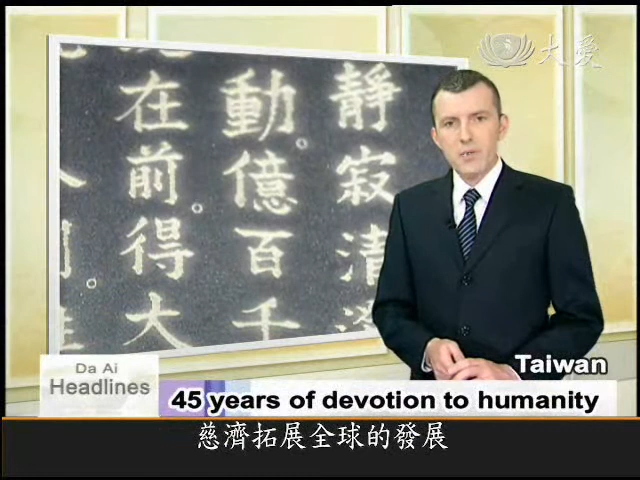 大愛
靜寂清
動。億百千
在前。得大
Taiwan
Da Ai
Headlines
45 years of devotion to humanity
慈濟拓展全球的發展